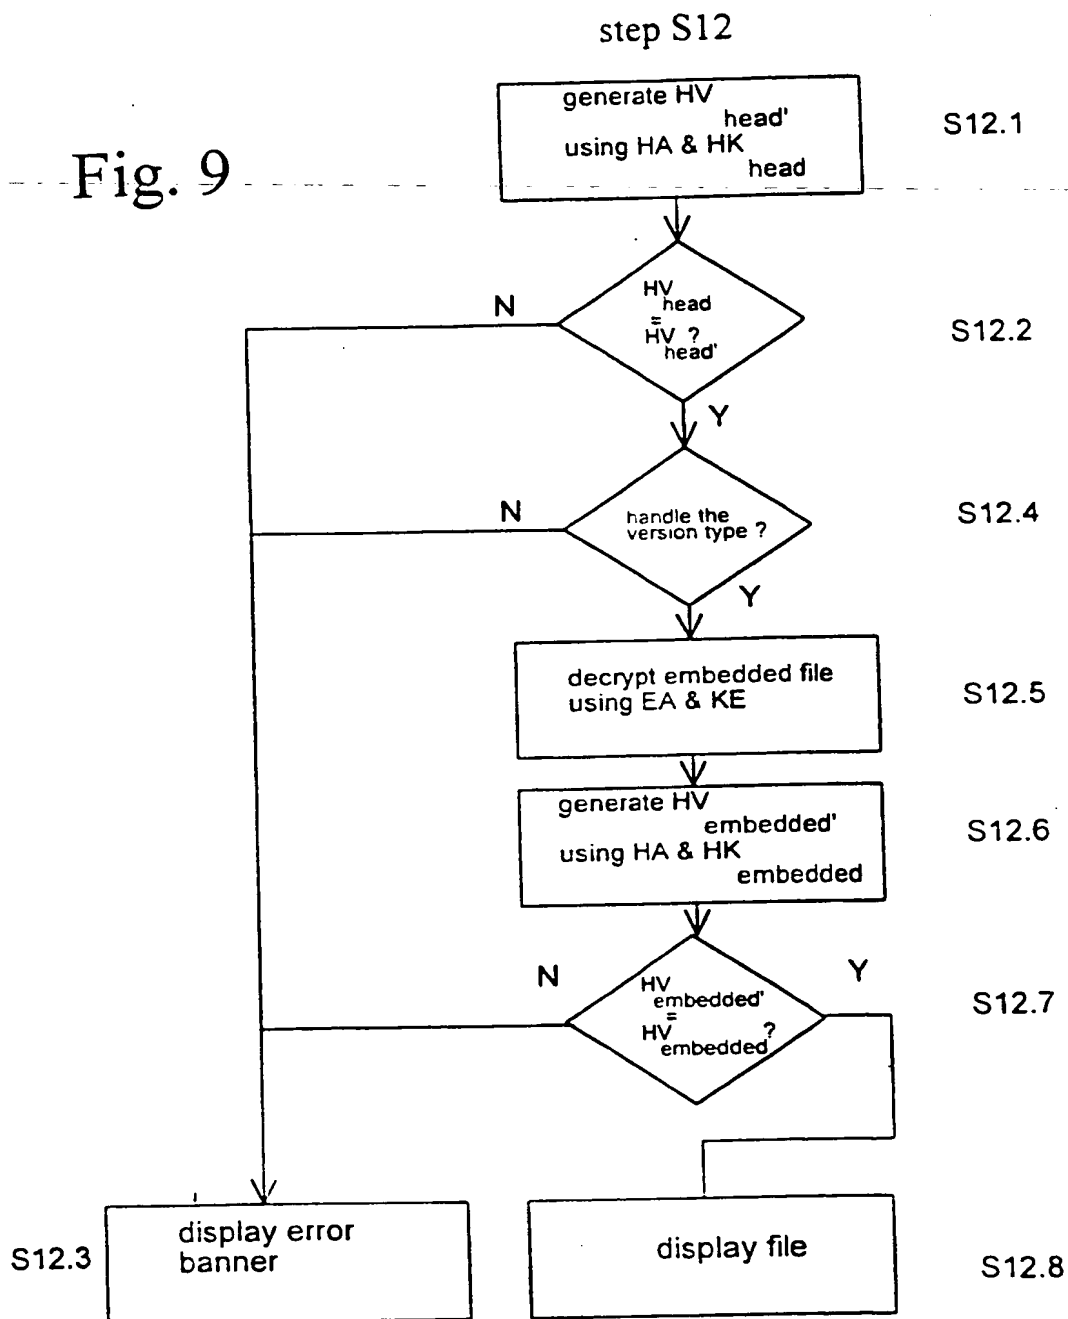 step S12
Fig. 9
generate HV
head'
using HA & HK
head
S12.1
N
HV
head
=
HV ?
head'
S12.2
Y
N
handle the
version type ?
S12.4
Y
decrypt embedded file
using EA & KE
S12.5
generate HV
embedded'
using HA & HK
embedded
S12.6
N
HV
embedded'
=
HV ?
embedded
Y
S12.7
S12.3
display error
banner
display file
S12.8